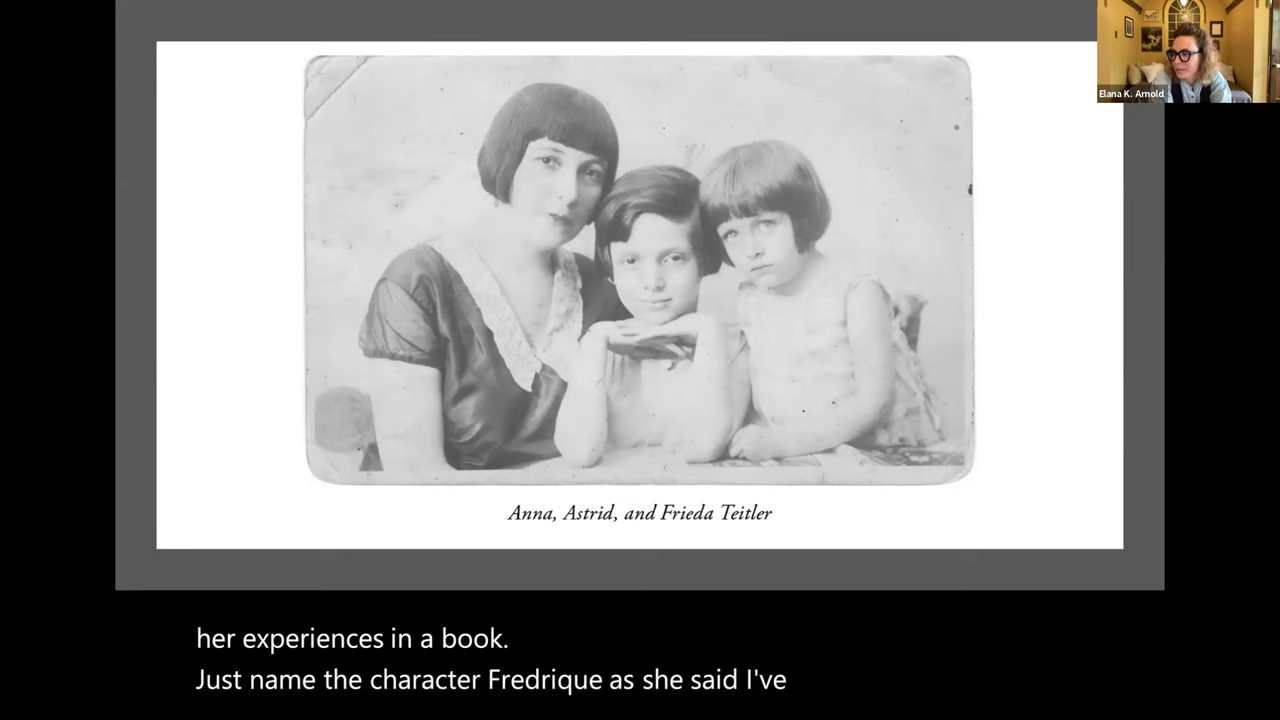 Elana K. Arnold
Anna, Astrid, and Frieda Teitler
her experiences in a book.
Just name the character Fredrique as she said I've